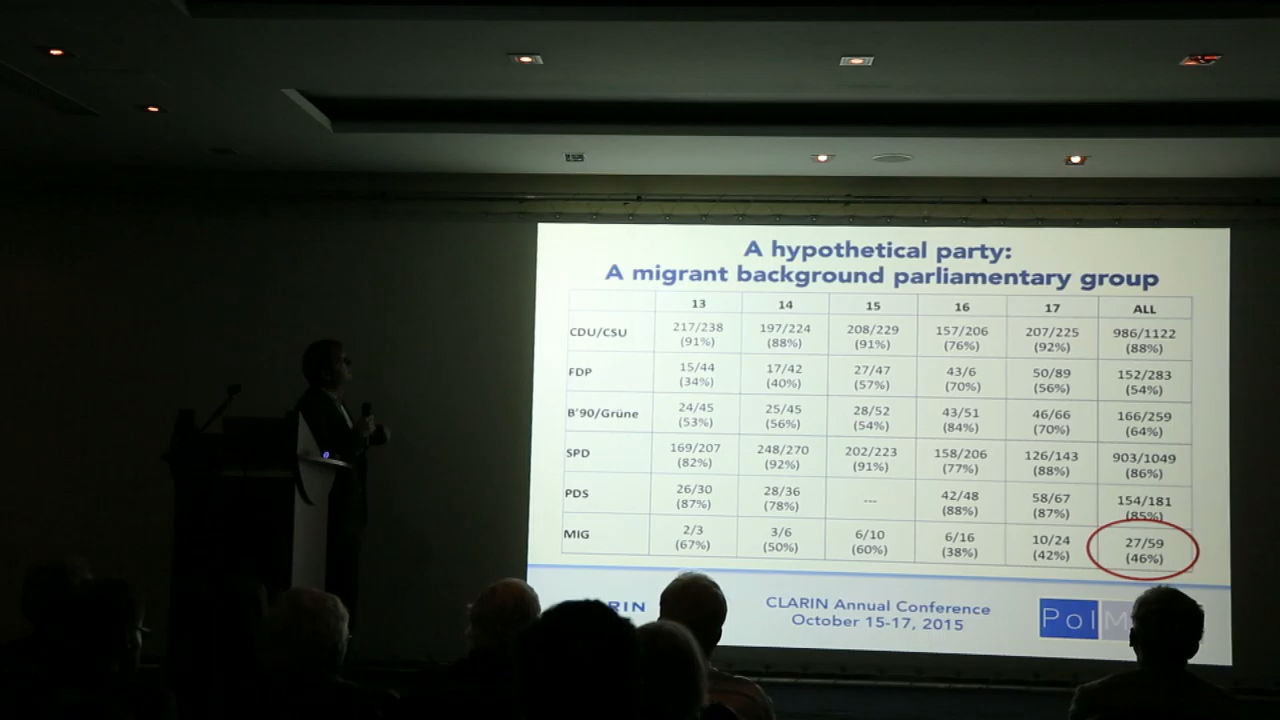 A hypothetical party:
A migrant background parliamentary group
13 14 15 16 17 ALL
CDU/CSU 217/238 197/224 208/229 157/206 207/225 986/1122
(91%) (88%) (91%) (76%) (92%) (88%)
FDP 15/44 17/42 27/47 43/6 50/89 152/283
(34%) (40%) (57%) (70%) (56%) (54%)
B'90/Grüne 24/45 25/45 28/52 43/51 46/66 166/259
(53%) (56%) (54%) (84%) (70%) (64%)
SPD 169/207 248/270 202/223 158/206 126/143 903/1049
(82%) (92%) (91%) (77%) (88%) (86%)
PDS 26/30 28/36 --- 42/48 58/67 154/181
(87%) (78%) (88%) (87%) (85%)
MIG 2/3 3/6 6/10 6/16 10/24 27/59
(67%) (50%) (60%) (38%) (42%) (46%)
RIN
CLARIN Annual Conference
October 15-17, 2015
PolM